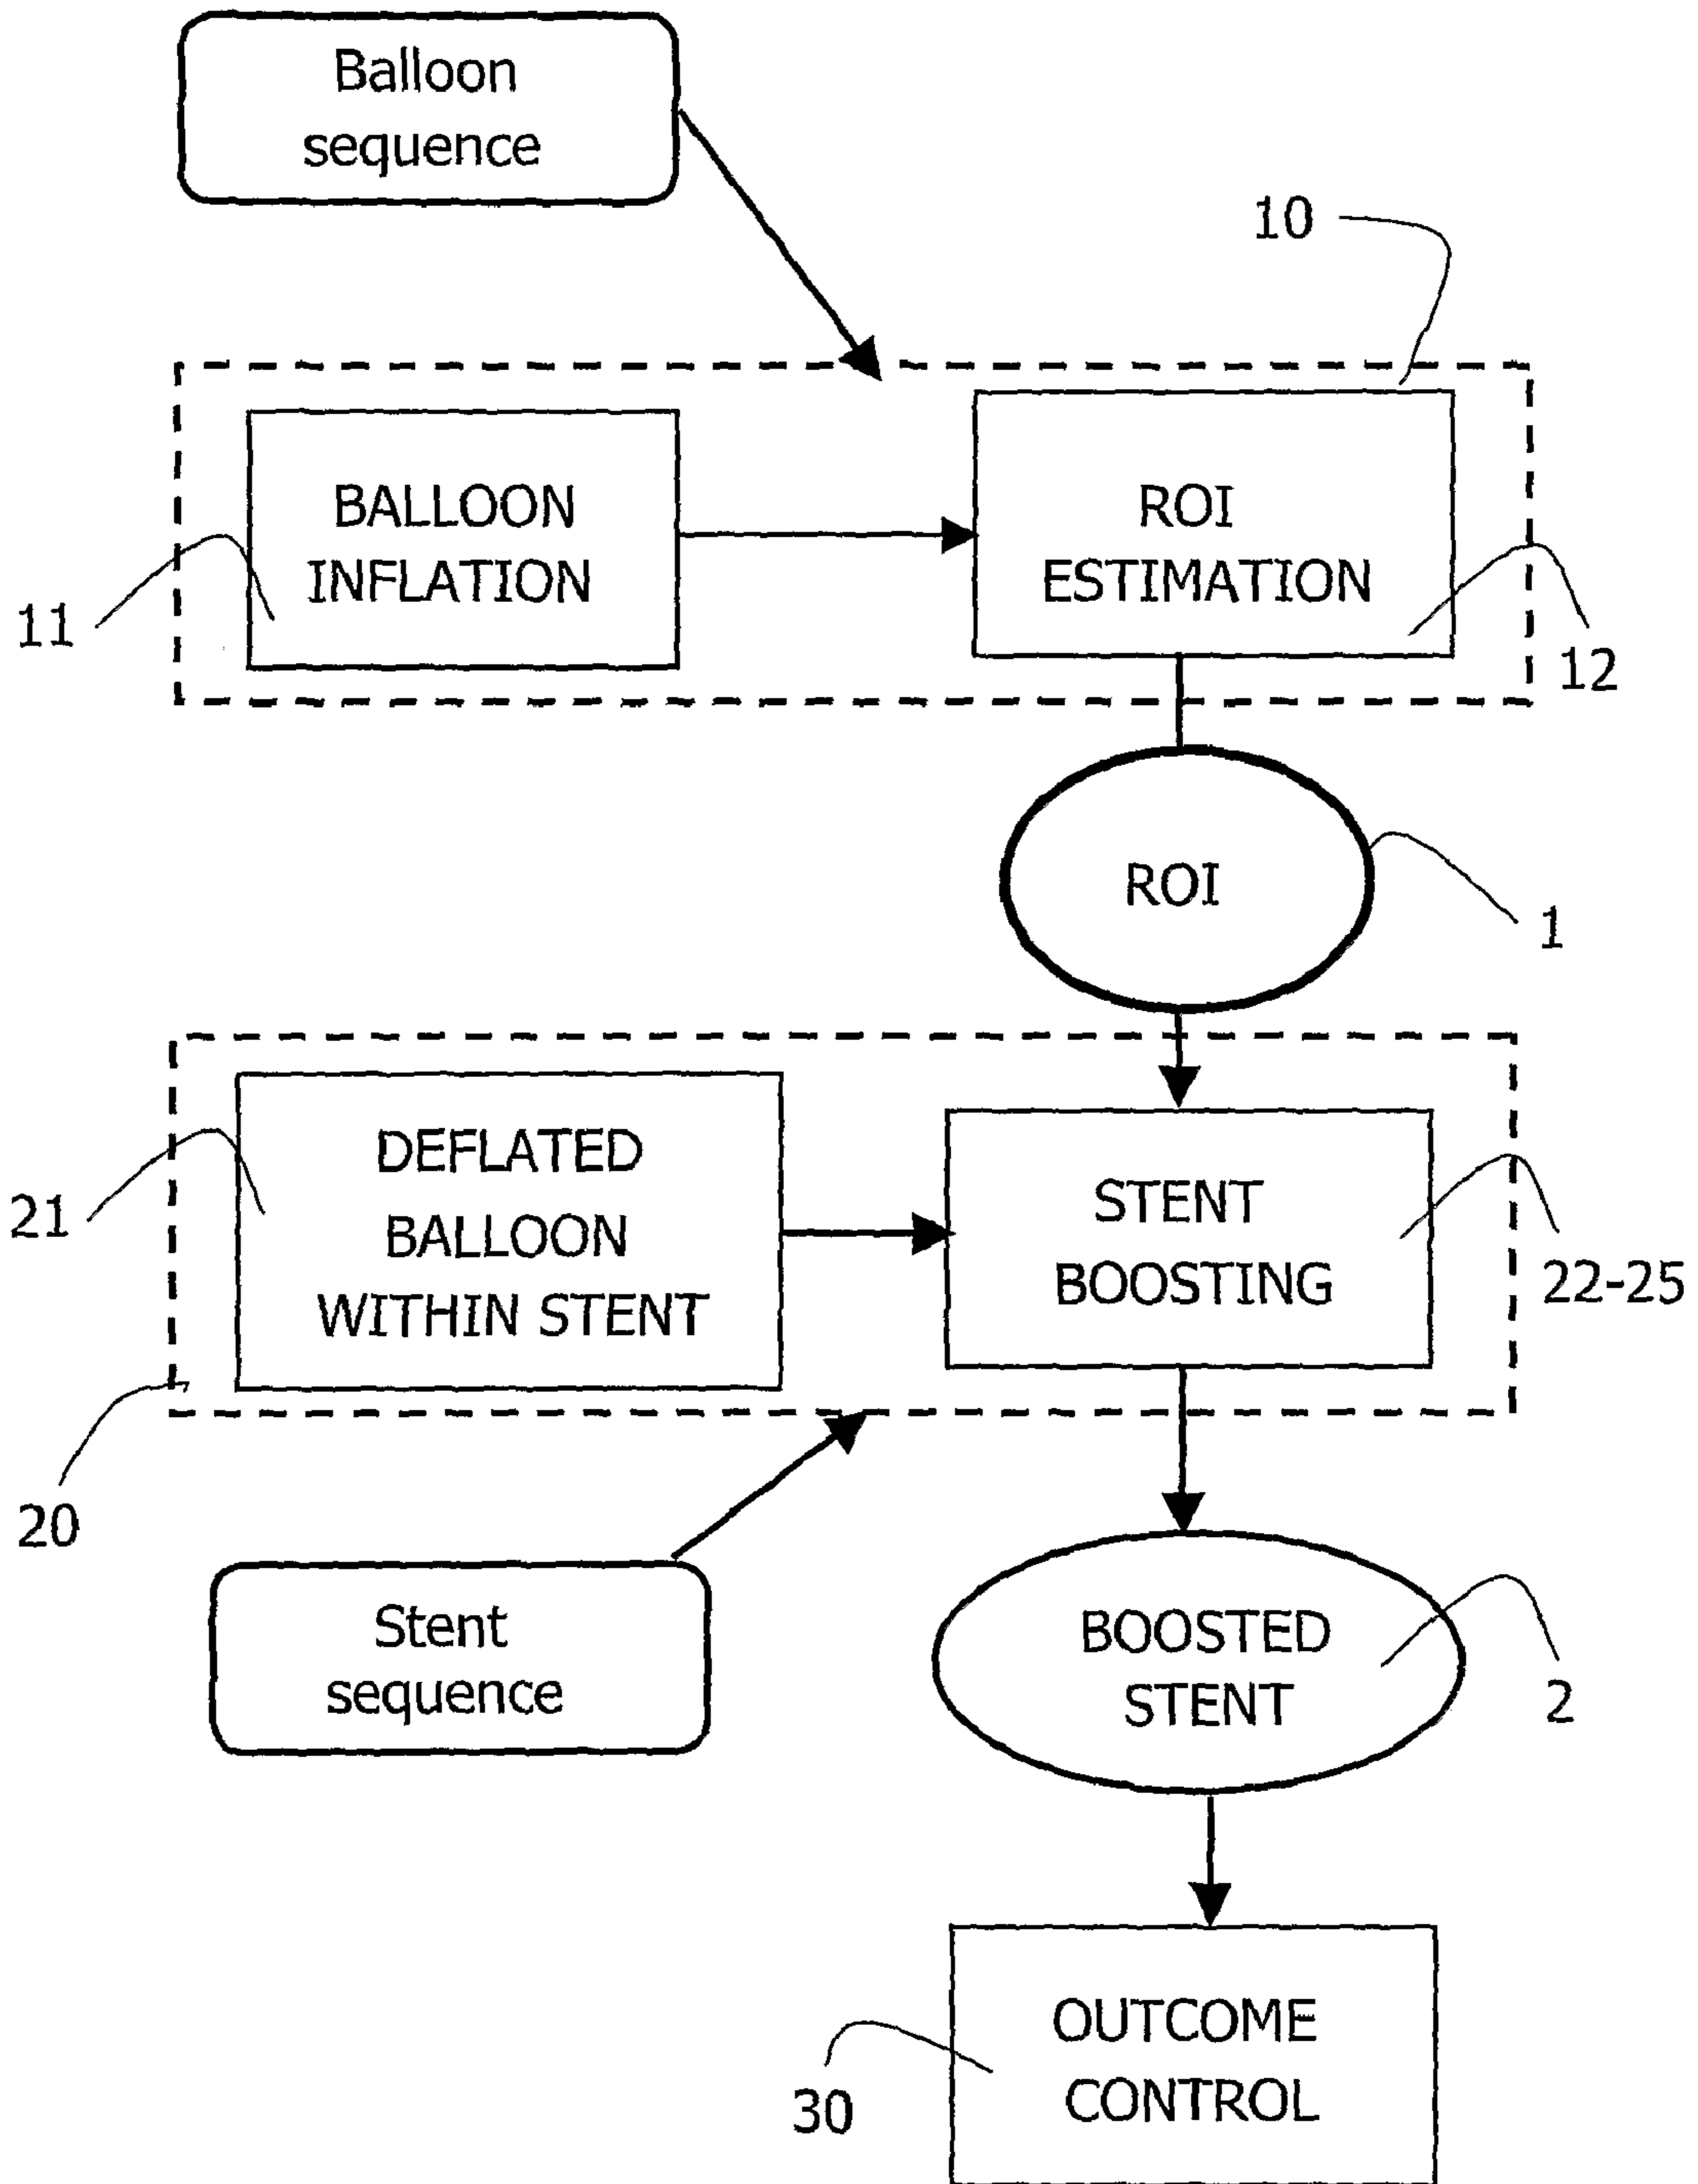 Balloon
sequence
10
BALLOON
INFLATION
ROI
ESTIMATION
11
12
ROI
1
DEFLATED
BALLOON
WITHIN STENT
STENT
BOOSTING
21
22-25
20
Stent
sequence
BOOSTED
STENT
2
OUTCOME
CONTROL
30